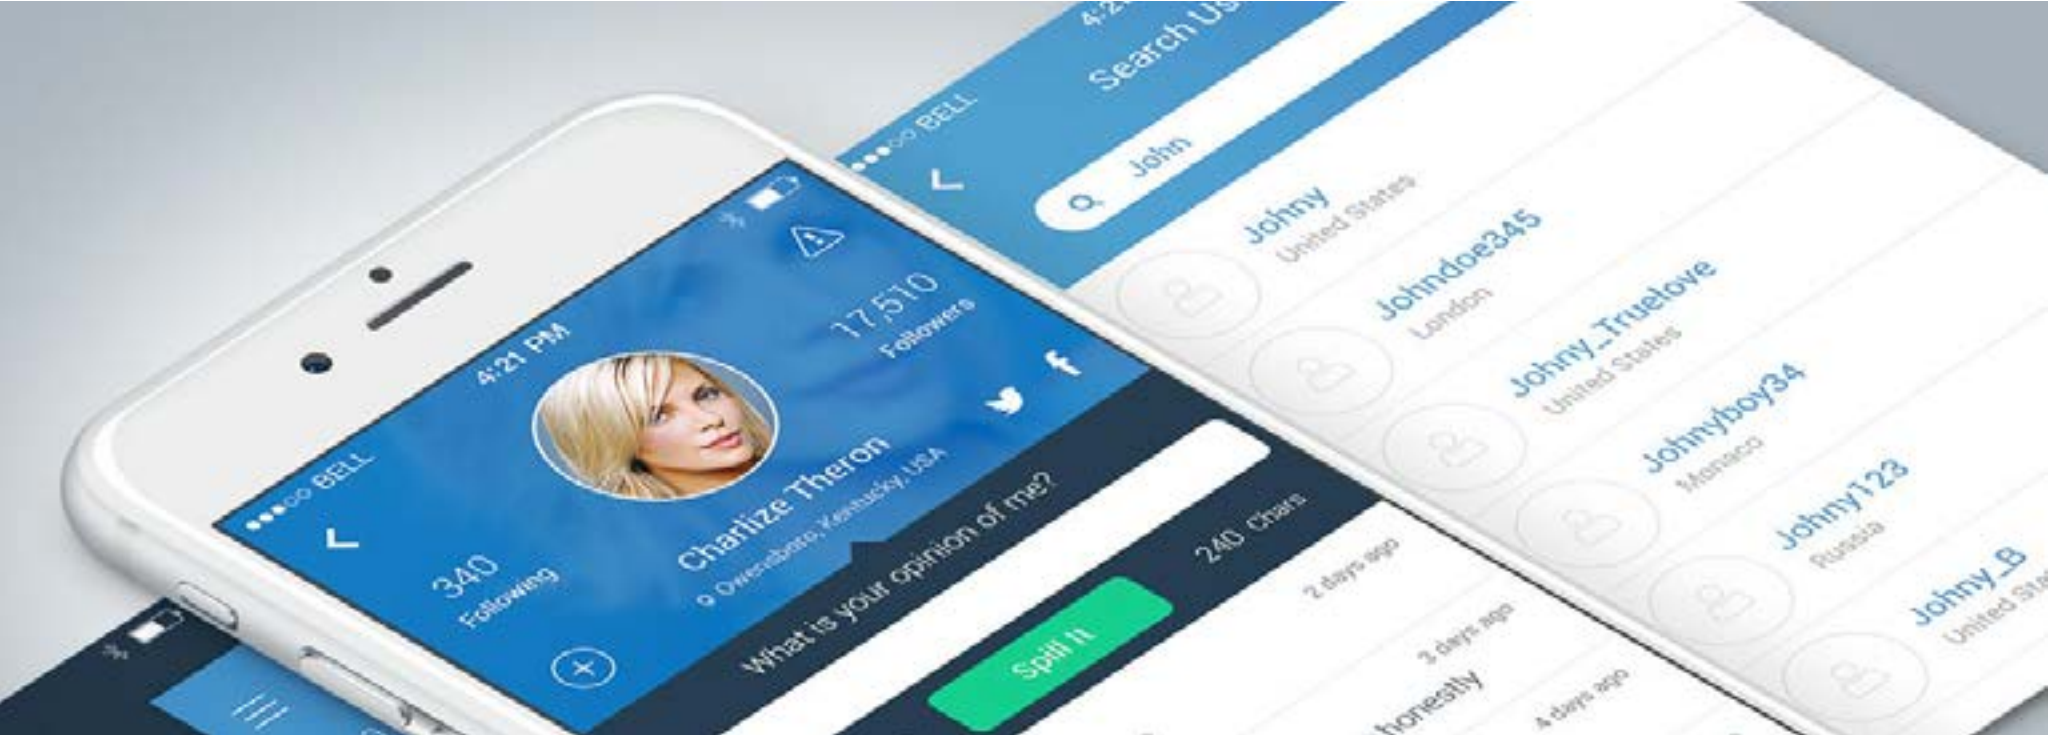 BELL
4:21 PM
340
Following
17,510
Followers
Charlize Theron
Owensboro, Kentucky, USA
What is your opinion of me?
240 Chars
Spill It
2 days ago
3 days ago
honestly
4 days ago
BELL
4:2
Search Us
John
Johny
United States
Johndoe345
London
Johny_Truelove
United States
Johnyboy34
Monaco
Johny123
Russia
Johny_B
United Sta